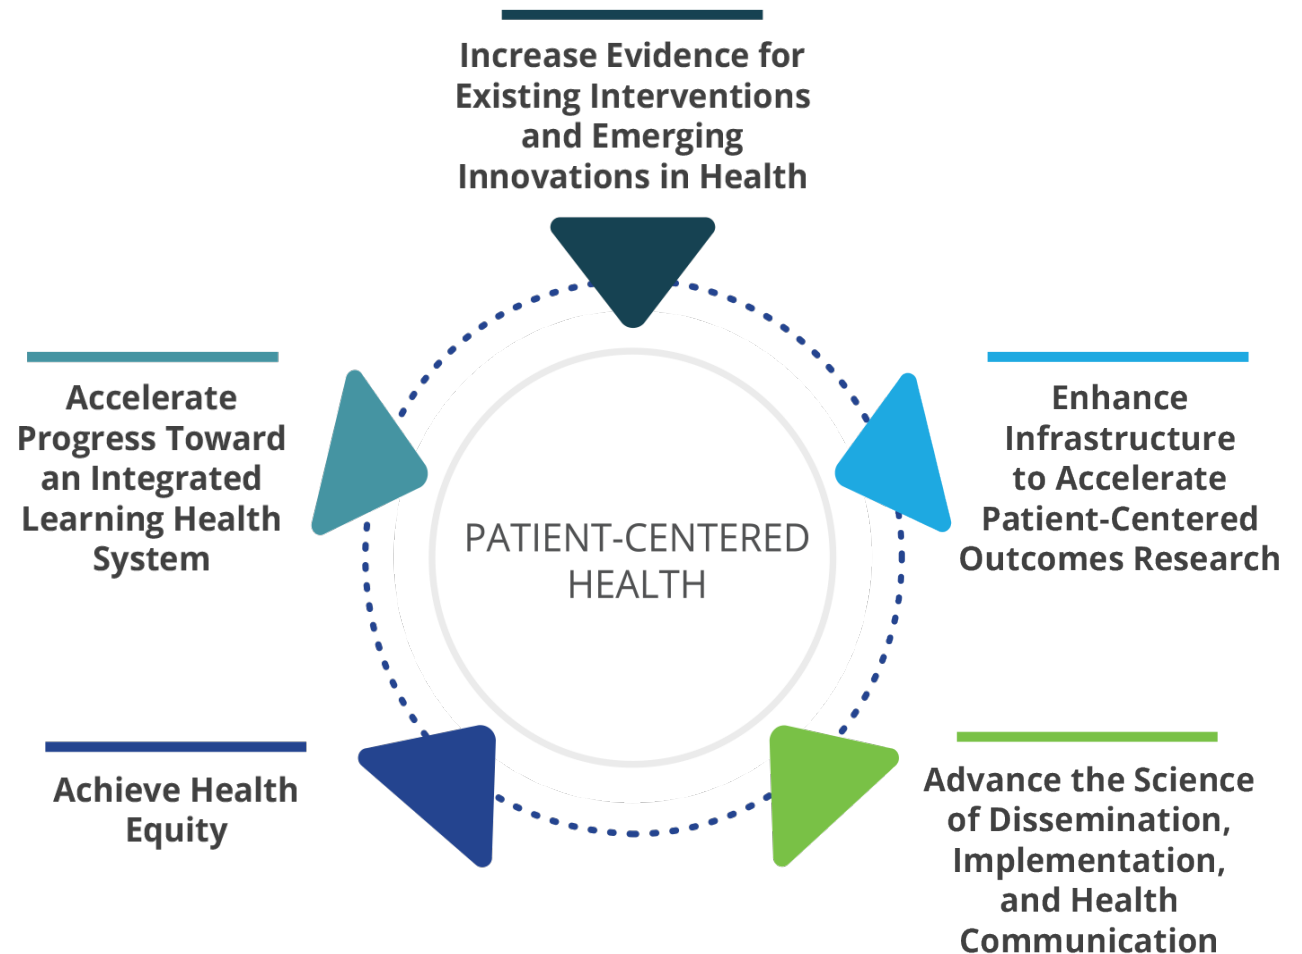 Increase Evidence for
Existing Interventions
and Emerging
Innovations in Health
Accelerate
Progress Toward
an Integrated
Learning Health
System
Enhance
Infrastructure
to Accelerate
Patient-Centered
Outcomes Research
PATIENT-CENTERED
HEALTH
Achieve Health
Equity
Advance the Science
of Dissemination,
Implementation,
and Health
Communication